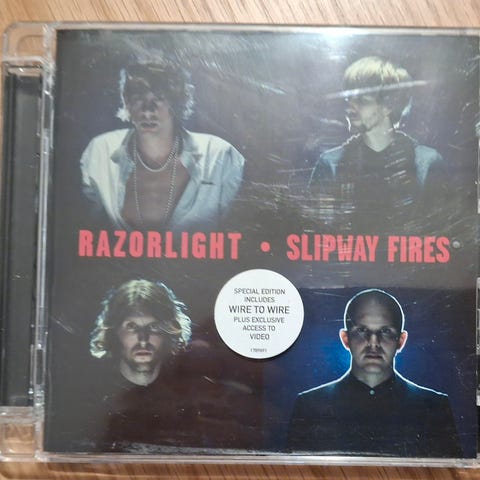 RAZORLIGHT • SLIPWAY FIRES
SPECIAL EDITION
INCLUDES
WIRE TO WIRE
PLUS EXCLUSIVE
ACCESS TO
VIDEO